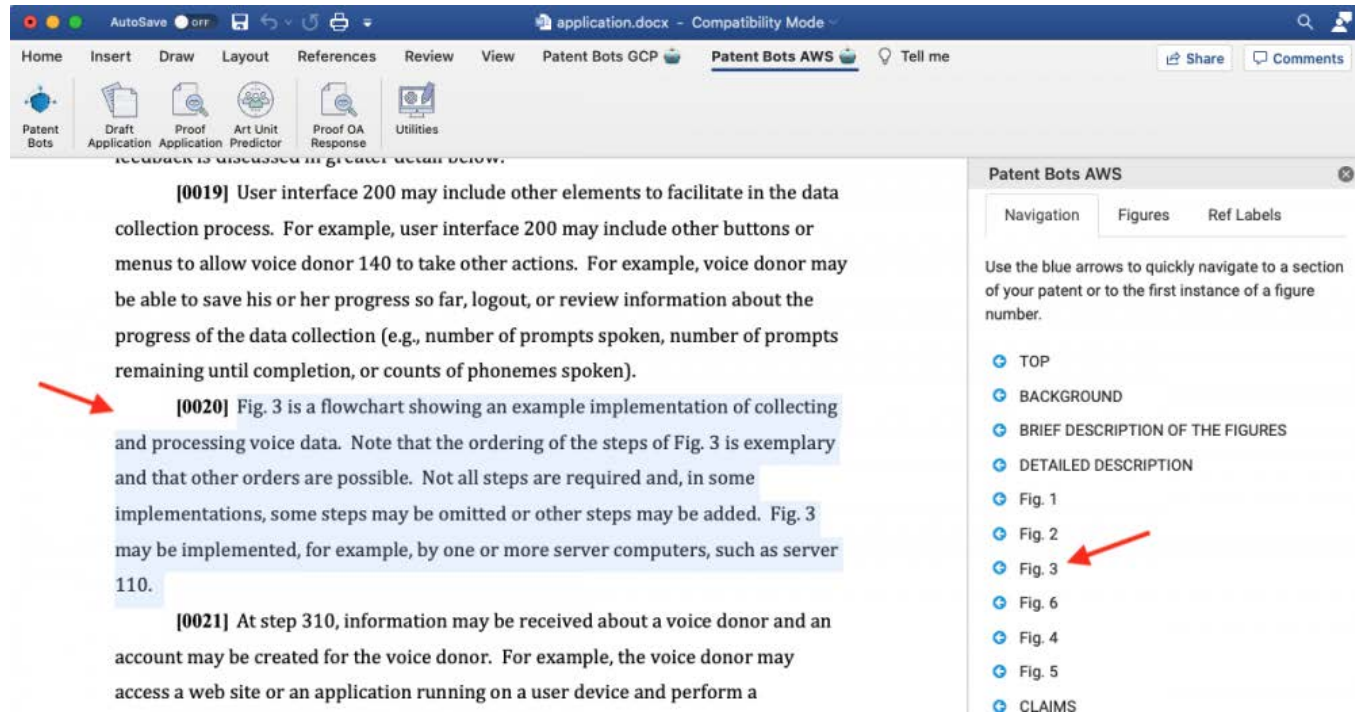 AutoSave OFF application.docx - Compatibility Mode
Home Insert Draw Layout References Review View Patent Bots GCP Patent Bots AWS Tell me Share Comments
Patent Bots
Draft Application
Proof Application
Art Unit Predictor
Proof OA Response
Utilities
feedback is discussed in greater detail below.
[0019] User interface 200 may include other elements to facilitate in the data
collection process. For example, user interface 200 may include other buttons or
menus to allow voice donor 140 to take other actions. For example, voice donor may
be able to save his or her progress so far, logout, or review information about the
progress of the data collection (e.g., number of prompts spoken, number of prompts
remaining until completion, or counts of phonemes spoken).
[0020] Fig. 3 is a flowchart showing an example implementation of collecting
and processing voice data. Note that the ordering of the steps of Fig. 3 is exemplary
and that other orders are possible. Not all steps are required and, in some
implementations, some steps may be omitted or other steps may be added. Fig. 3
may be implemented, for example, by one or more server computers, such as server
110.
[0021] At step 310, information may be received about a voice donor and an
account may be created for the voice donor. For example, the voice donor may
access a web site or an application running on a user device and perform a
Patent Bots AWS
Navigation Figures Ref Labels
Use the blue arrows to quickly navigate to a section
of your patent or to the first instance of a figure
number.
TOP
BACKGROUND
BRIEF DESCRIPTION OF THE FIGURES
DETAILED DESCRIPTION
Fig. 1
Fig. 2
Fig. 3
Fig. 6
Fig. 4
Fig. 5
CLAIMS